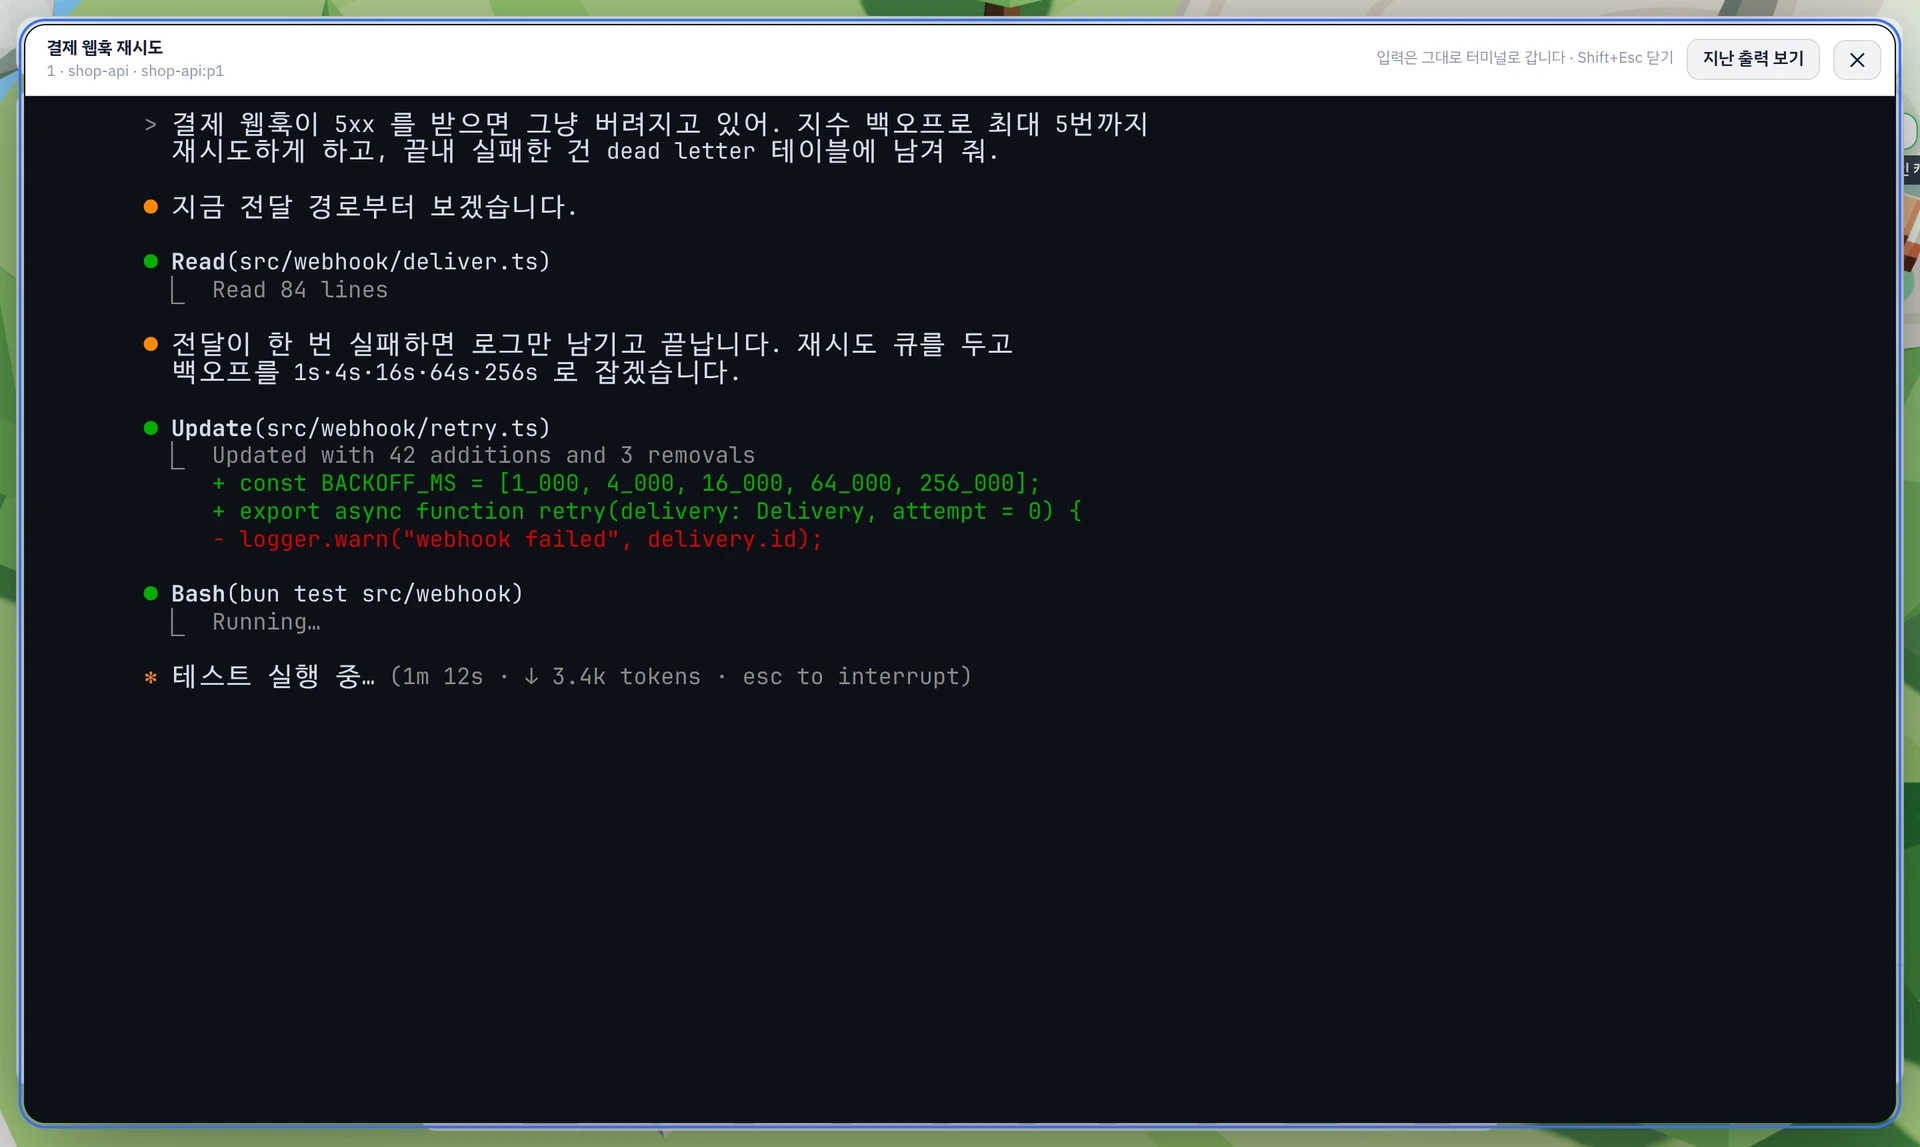 결제 웹훅 재시도
1 · shop-api · shop-api:p1
입력은 그대로 터미널로 갑니다 · Shift+Esc 닫기
지난 출력 보기
> 결제 웹훅이 5xx 를 받으면 그냥 버려지고 있어. 지수 백오프로 최대 5번까지
재시도하게 하고, 끝내 실패한 건 dead letter 테이블에 남겨 줘.
● 지금 전달 경로부터 보겠습니다.
● Read(src/webhook/deliver.ts)
⎿  Read 84 lines
● 전달이 한 번 실패하면 로그만 남기고 끝납니다. 재시도 큐를 두고
백오프를 1s·4s·16s·64s·256s 로 잡겠습니다.
● Update(src/webhook/retry.ts)
⎿  Updated with 42 additions and 3 removals
+ const BACKOFF_MS = [1_000, 4_000, 16_000, 64_000, 256_000];
+ export async function retry(delivery: Delivery, attempt = 0) {
- logger.warn("webhook failed", delivery.id);
● Bash(bun test src/webhook)
⎿  Running…
✻ 테스트 실행 중… (1m 12s · ↓ 3.4k tokens · esc to interrupt)